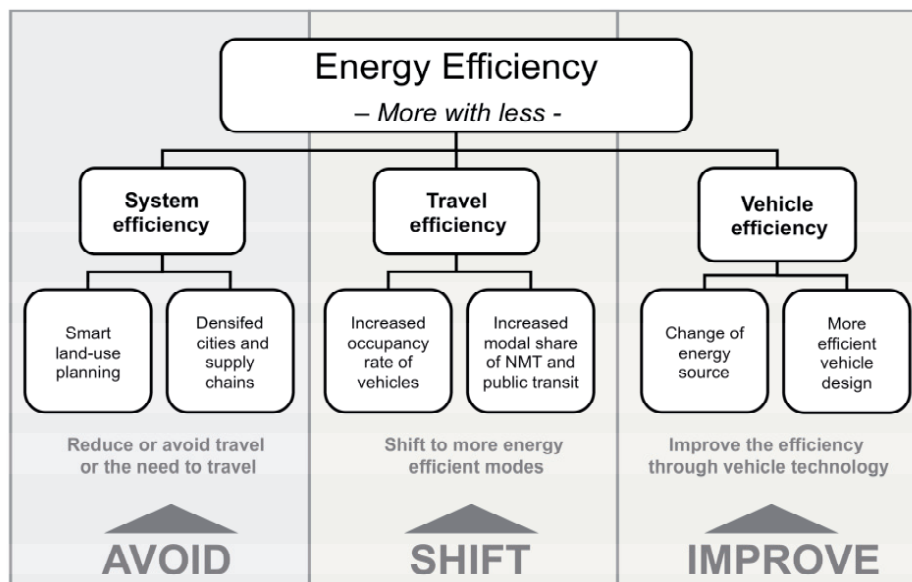 Energy Efficiency
– More with less -
System
efficiency
Travel
efficiency
Vehicle
efficiency
Smart
land-use
planning
Densifed
cities and
supply
chains
Increased
occupancy
rate of
vehicles
Increased
modal share
of NMT and
public transit
Change of
energy
source
More
efficient
vehicle
design
Reduce or avoid travel
or the need to travel
Shift to more energy
efficient modes
Improve the efficiency
through vehicle technology
AVOID
SHIFT
IMPROVE